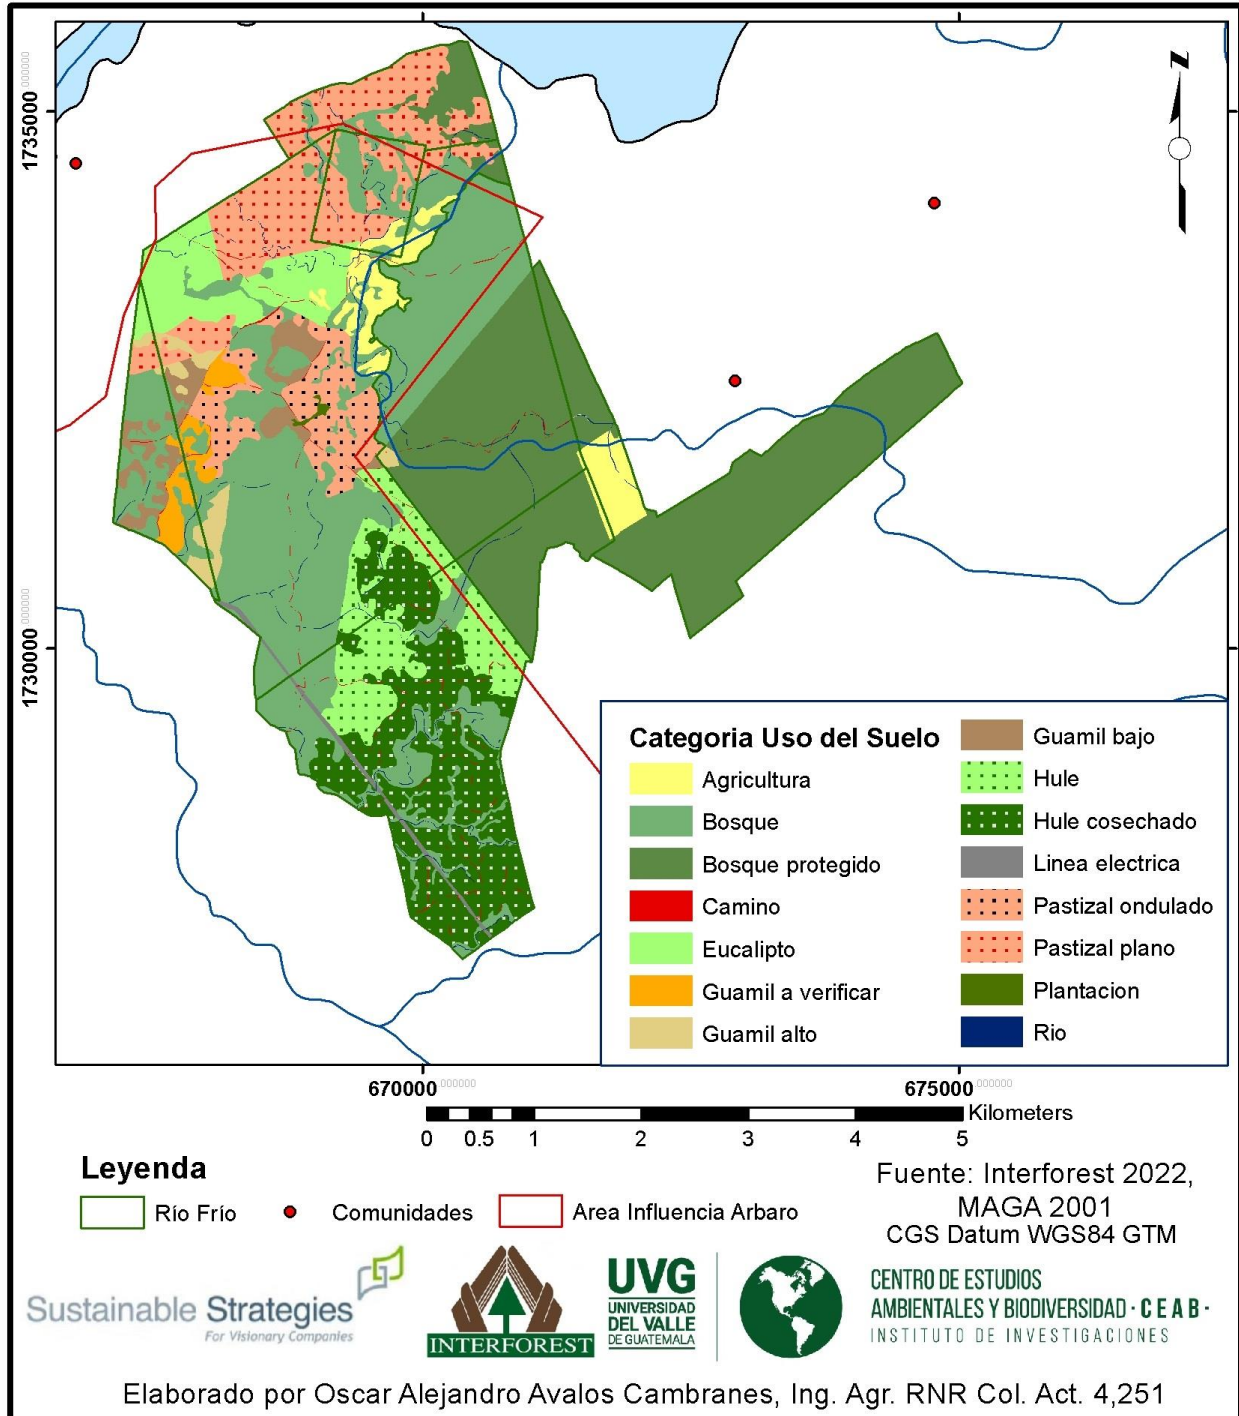 Z
1735000.000000
1730000.000000
Categoria Uso del Suelo
Agricultura
Bosque
Bosque protegido
Camino
Eucalipto
Guamil a verificar
Guamil alto
Guamil bajo
Hule
Hule cosechado
Linea electrica
Pastizal ondulado
Pastizal plano
Plantacion
Rio
670000.000000
675000.000000
Kilometers
0 0.5 1 2 3 4 5
Leyenda
Río Frío
Comunidades
Area Influencia Arbaro
Fuente: Interforest 2022,
MAGA 2001
CGS Datum WGS84 GTM
Sustainable Strategies
For Visionary Companies
INTERFOREST
UVG
UNIVERSIDAD
DEL VALLE
DE GUATEMALA
CENTRO DE ESTUDIOS
AMBIENTALES Y BIODIVERSIDAD · CEAB ·
INSTITUTO DE INVESTIGACIONES
Elaborado por Oscar Alejandro Avalos Cambranes, Ing. Agr. RNR Col. Act. 4,251